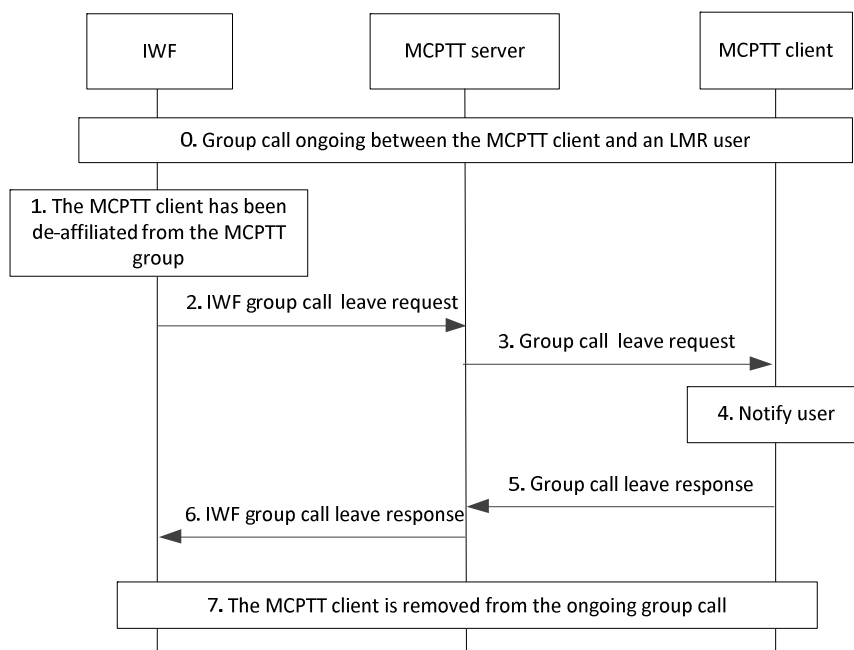 IWF
MCPTT server
MCPTT client
0. Group call ongoing between the MCPTT client and an LMR user
1. The MCPTT client has been
de-affiliated from the MCPTT
group
2. IWF group call leave request
3. Group call leave request
4. Notify user
5. Group call leave response
6. IWF group call leave response
7. The MCPTT client is removed from the ongoing group call